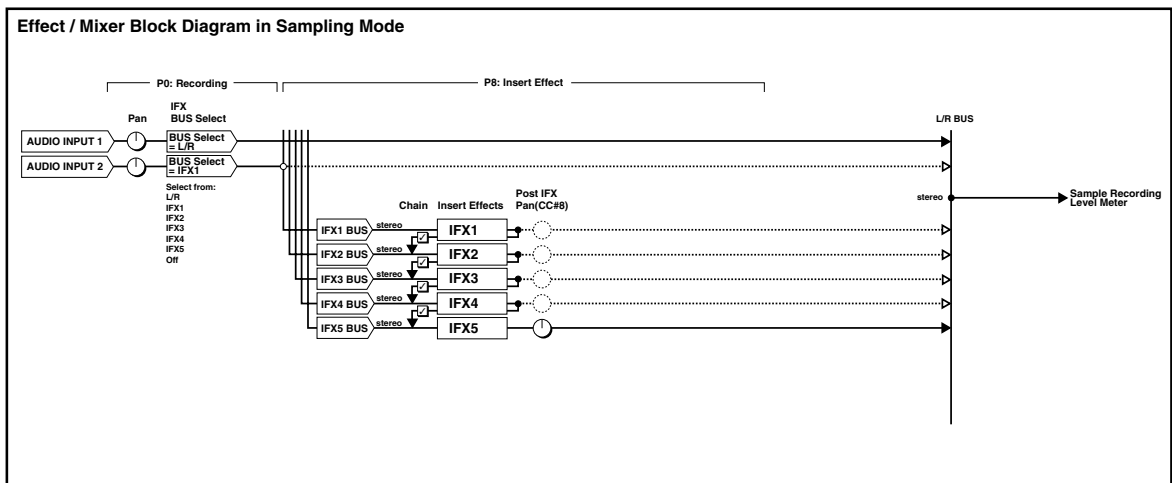 Effect / Mixer Block Diagram in Sampling Mode
P0: Recording
P8: Insert Effect
IFX
Pan BUS Select
L/R BUS
AUDIO INPUT 1
BUS Select
= L/R
AUDIO INPUT 2
BUS Select
= IFX1
Select from:
L/R
IFX1
IFX2
IFX3
IFX4
IFX5
Off
stereo
Sample Recording
Level Meter
Post IFX
Chain Insert Effects Pan(CC#8)
IFX1 BUS stereo IFX1
IFX2 BUS stereo IFX2
IFX3 BUS stereo IFX3
IFX4 BUS stereo IFX4
IFX5 BUS stereo IFX5